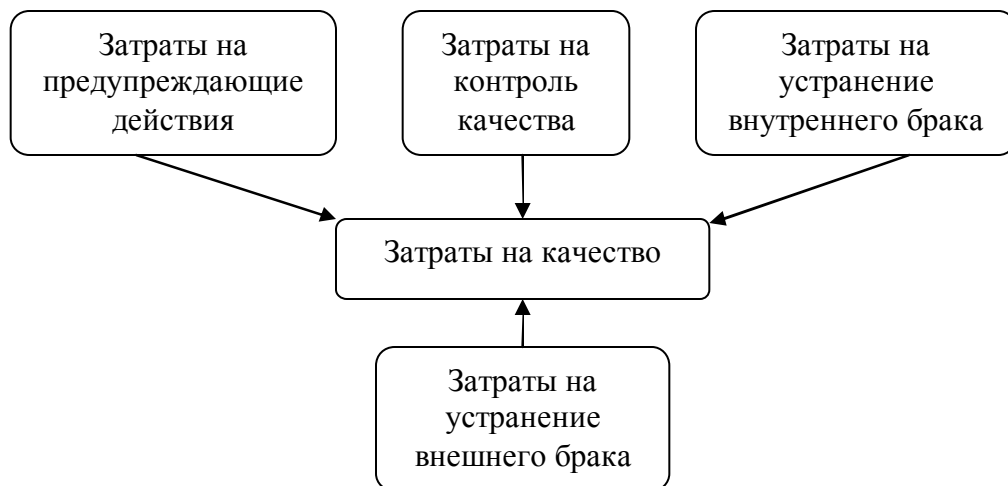 Затраты на
предупреждающие
действия
Затраты на
контроль
качества
Затраты на
устранение
внутреннего брака
Затраты на качество
Затраты на
устранение
внешнего брака